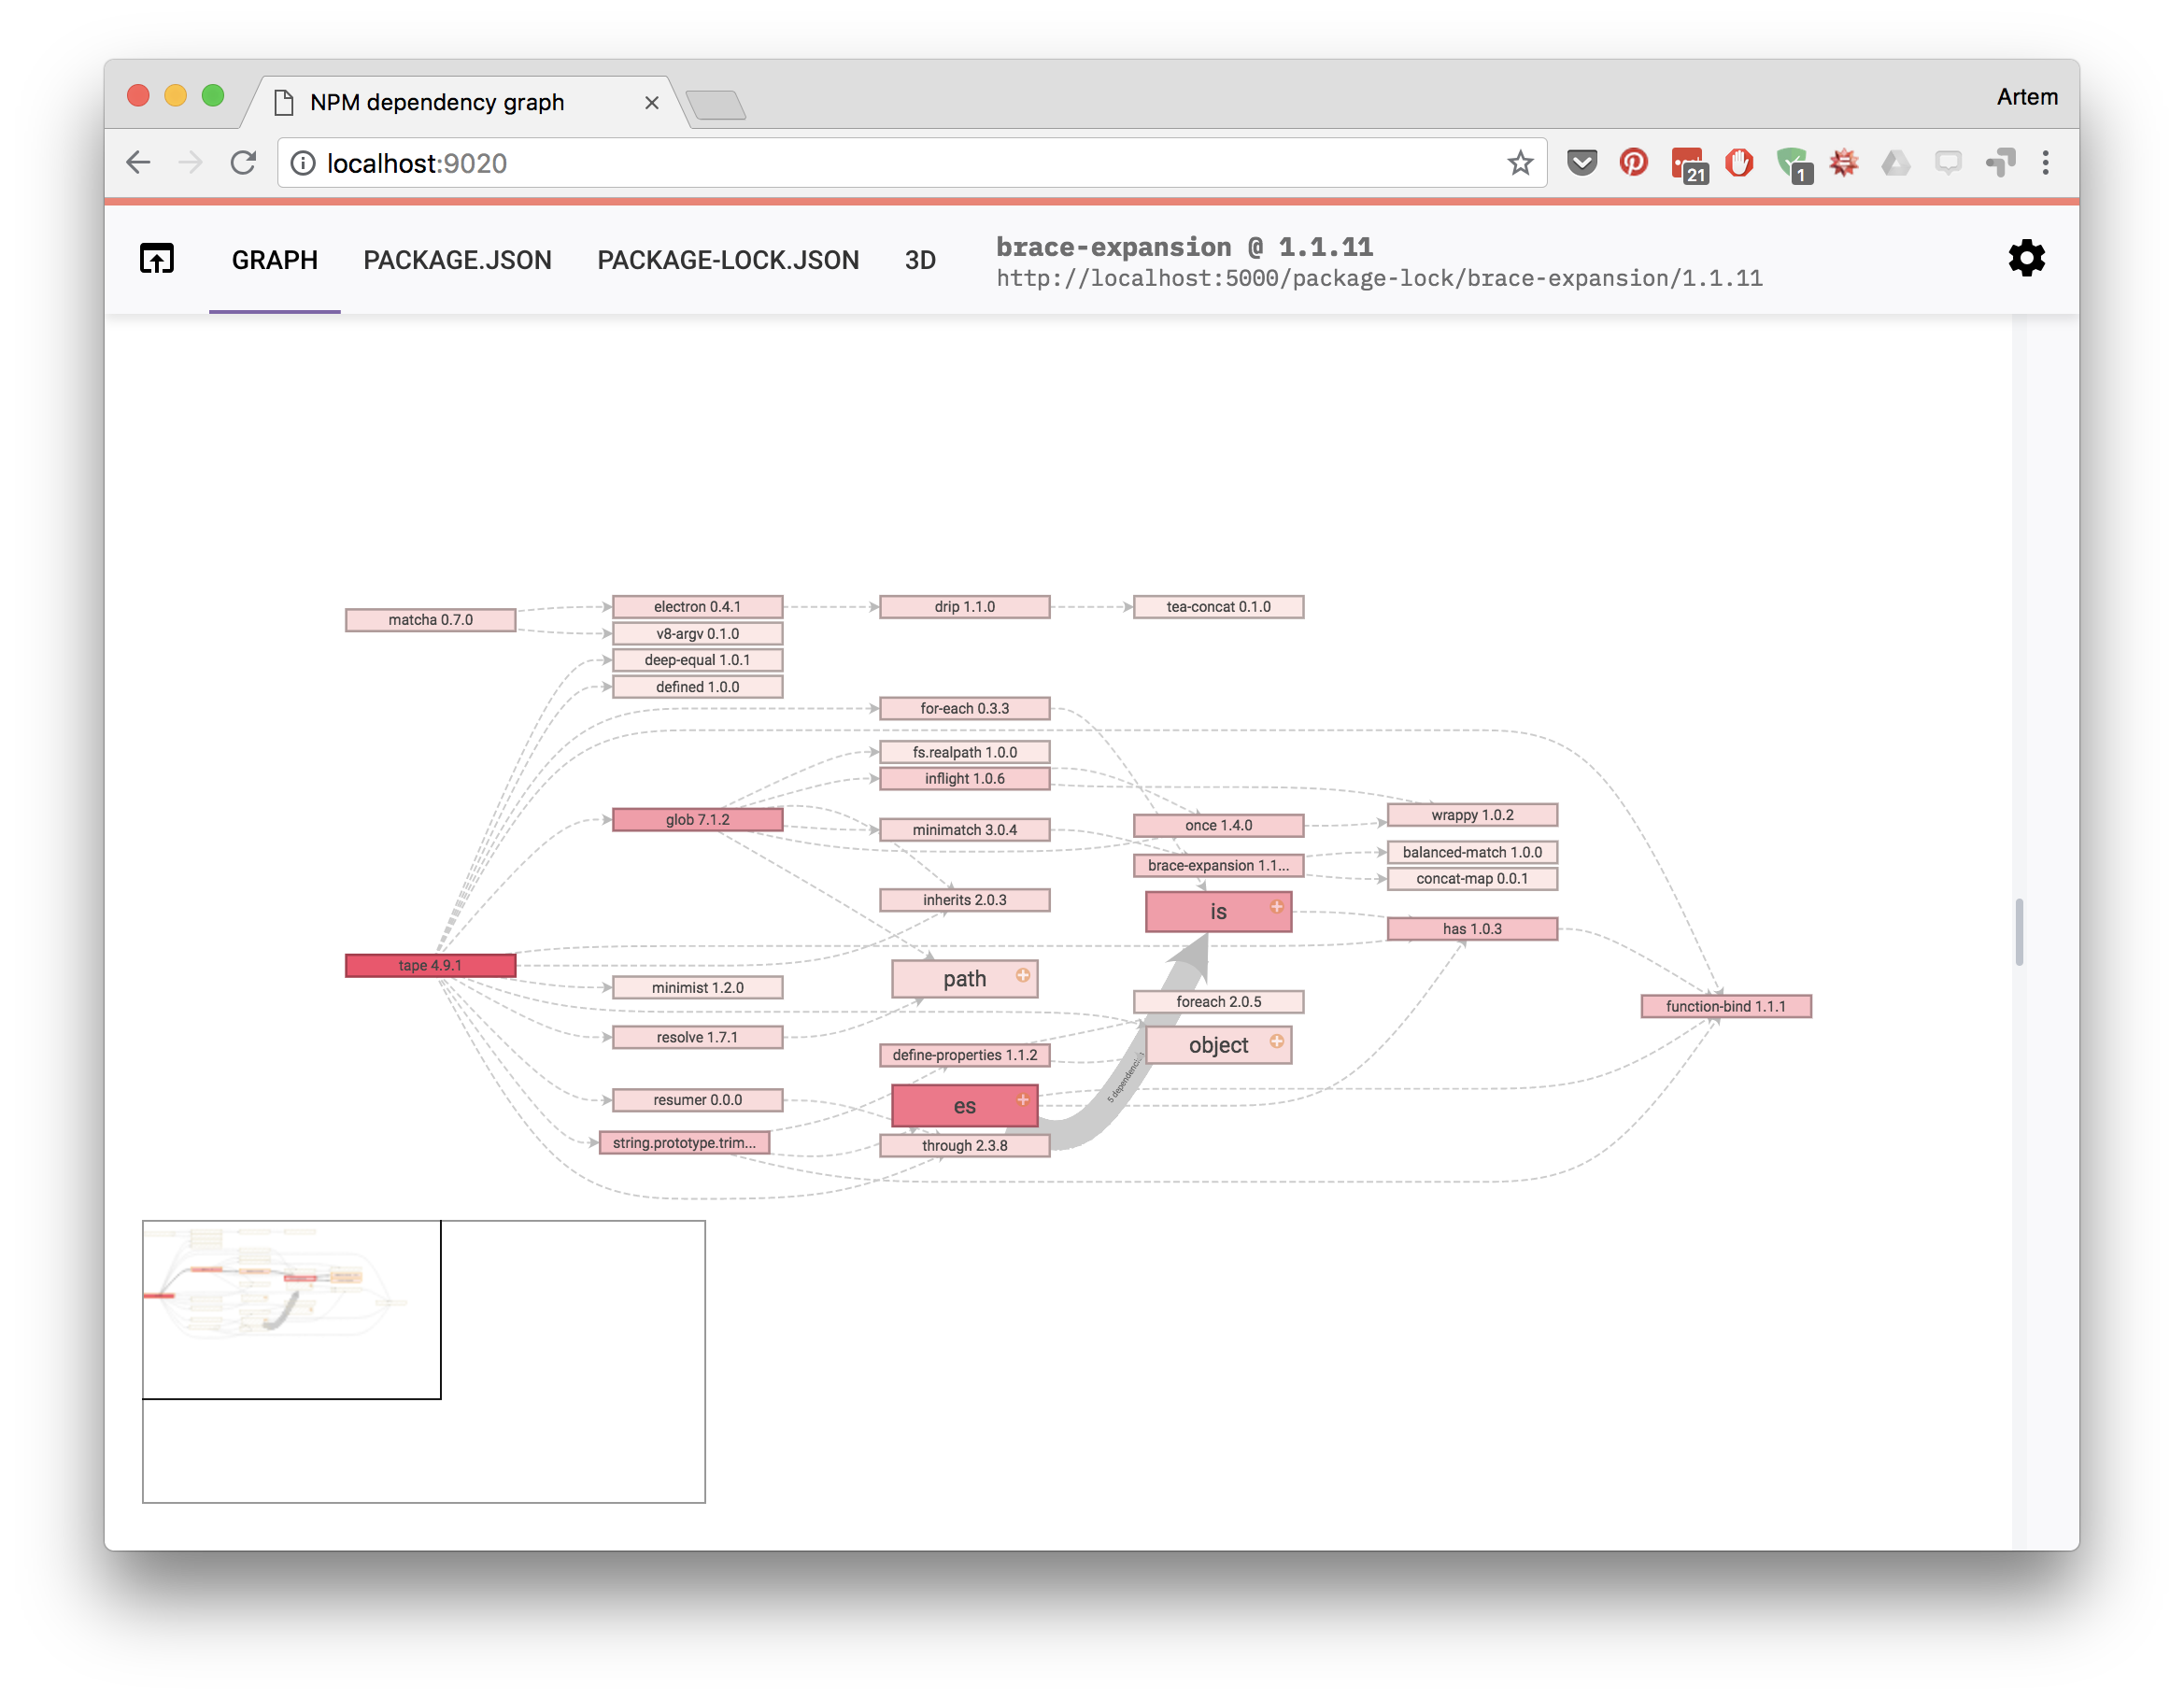 NPM dependency graph
Artem
localhost:9020
21
1
GRAPH PACKAGE.JSON PACKAGE-LOCK.JSON 3D
brace-expansion @ 1.1.11
http://localhost:5000/package-lock/brace-expansion/1.1.11
matcha 0.7.0
electron 0.4.1
drip 1.1.0
tea-concat 0.1.0
v8-argv 0.1.0
deep-equal 1.0.1
defined 1.0.0
for-each 0.3.3
fs.realpath 1.0.0
inflight 1.0.6
glob 7.1.2
minimatch 3.0.4
once 1.4.0
wrappy 1.0.2
brace-expansion 1.1...
balanced-match 1.0.0
concat-map 0.0.1
inherits 2.0.3
is
has 1.0.3
tape 4.9.1
path
minimist 1.2.0
foreach 2.0.5
function-bind 1.1.1
resolve 1.7.1
object
define-properties 1.1.2
5 dependencies
resumer 0.0.0
es
string.prototype.trim...
through 2.3.8